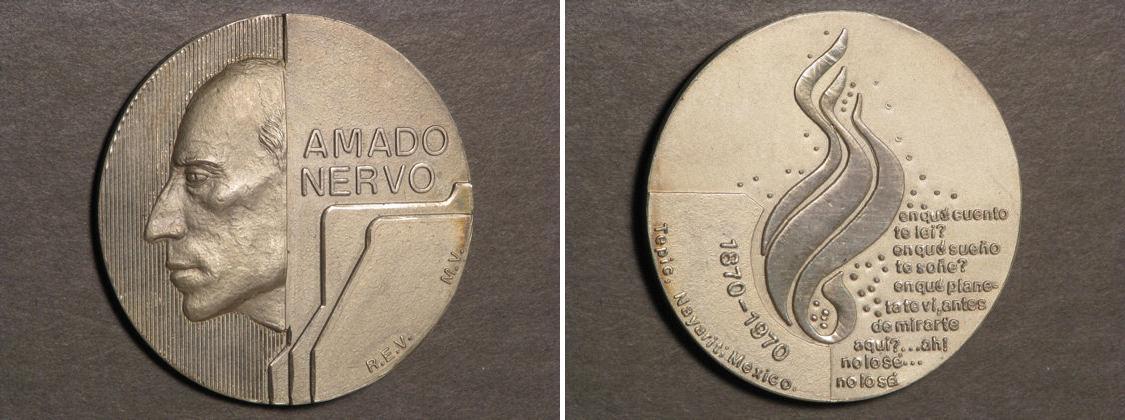 AMADO
NERVO
M.V.
R.E.V.
en qué cuento
te leí?
en qué sueño
te soñe?
en qué plane-
ta te vi, antes
de mirarte
aquí?...ah!
no lo sé...
no lo sé
1870-1970
Tepic, Nayarit, Mexico.